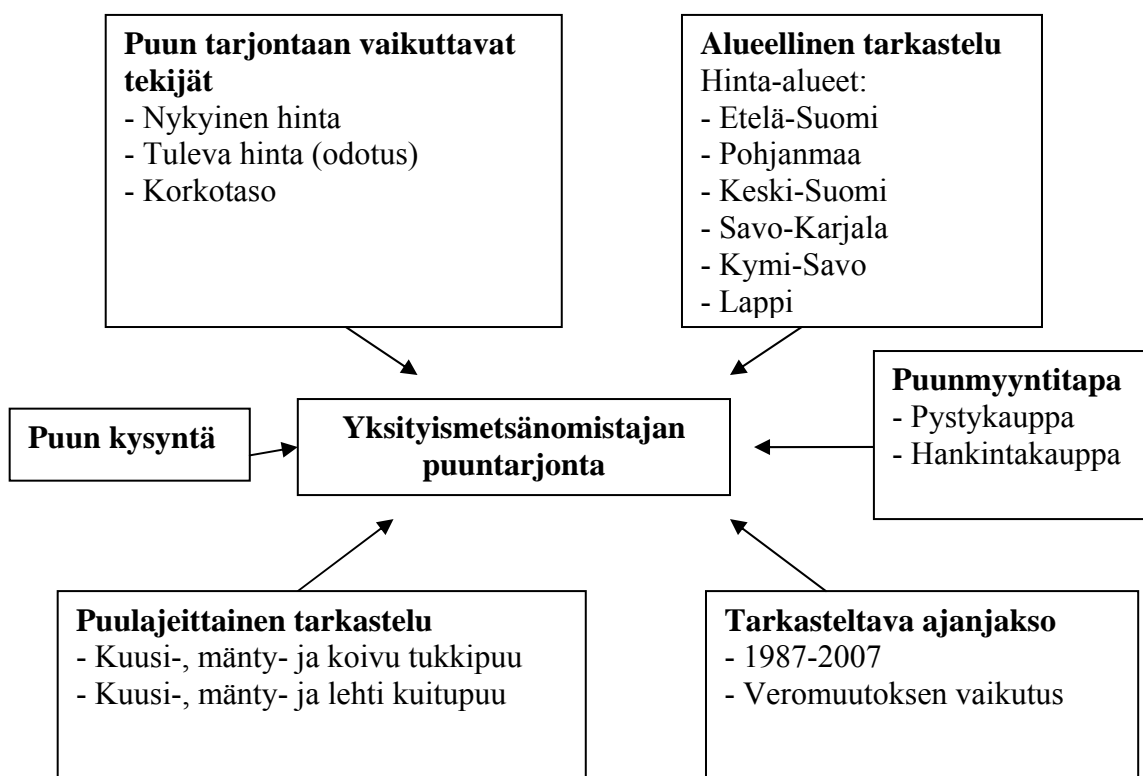 Puun tarjontaan vaikuttavat
tekijät
- Nykyinen hinta
- Tuleva hinta (odotus)
- Korkotaso
Alueellinen tarkastelu
Hinta-alueet:
- Etelä-Suomi
- Pohjanmaa
- Keski-Suomi
- Savo-Karjala
- Kymi-Savo
- Lappi
Puun kysyntä
Yksityismetsänomistajan
puuntarjonta
Puunmyyntitapa
- Pystykauppa
- Hankintakauppa
Puulajeittainen tarkastelu
- Kuusi-, mänty- ja koivu tukkipuu
- Kuusi-, mänty- ja lehti kuitupuu
Tarkasteltava ajanjakso
- 1987-2007
- Veromuutoksen vaikutus